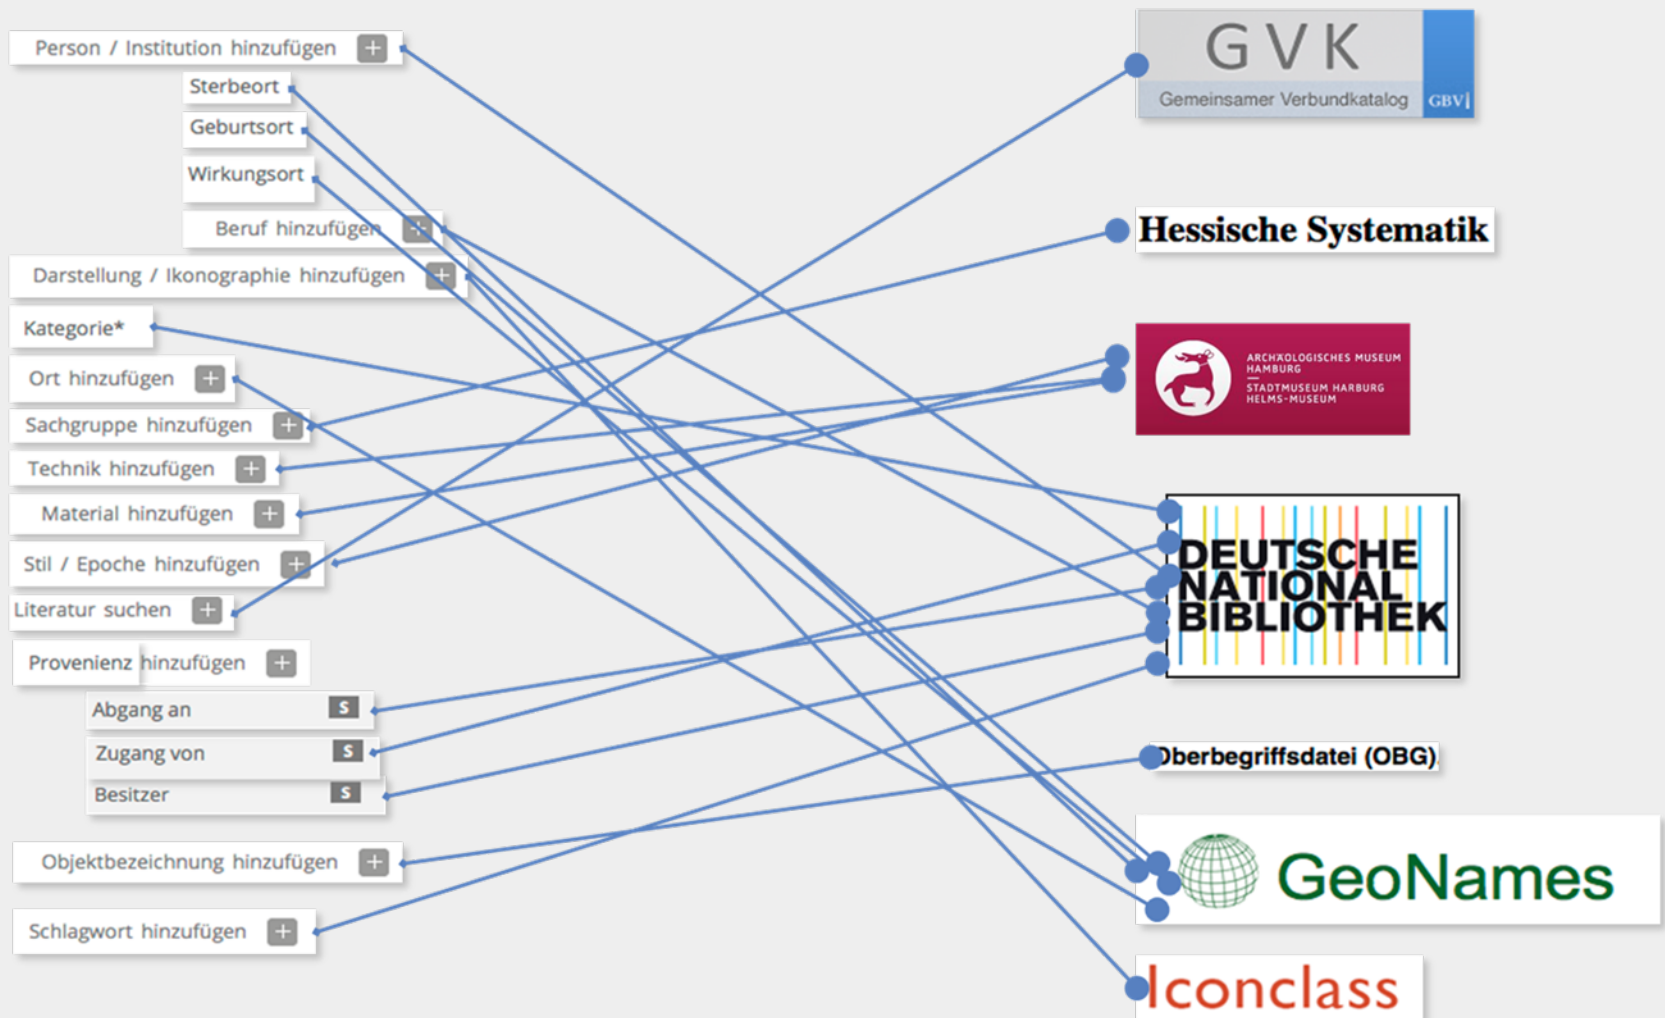 Person / Institution hinzufügen
Sterbeort
Geburtsort
Wirkungsort
Beruf hinzufügen
Darstellung / Ikonographie hinzufügen
Kategorie*
Ort hinzufügen
Sachgruppe hinzufügen
Technik hinzufügen
Material hinzufügen
Stil / Epoche hinzufügen
Literatur suchen
Provenienz hinzufügen
Abgang an S
Zugang von S
Besitzer S
Objektbezeichnung hinzufügen
Schlagwort hinzufügen
GVK
Gemeinsamer Verbundkatalog GBV
Hessische Systematik
ARCHÄOLOGISCHES MUSEUM
HAMBURG
STADTMUSEUM HARBURG
HELMS-MUSEUM
DEUTSCHE
NATIONAL
BIBLIOTHEK
Oberbegriffsdatei (OBG)
GeoNames
Iconclass